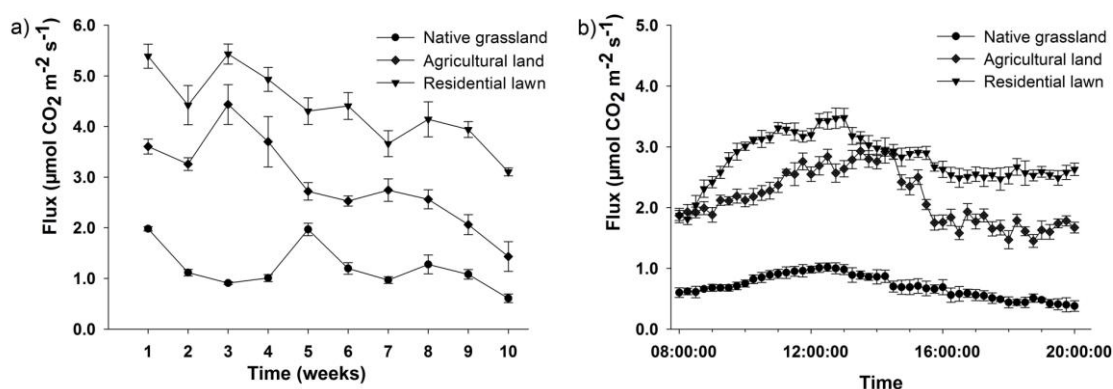 a)
Flux (µmol CO2 m-2 s-1)
6.0
5.0
4.0
3.0
2.0
1.0
0.0
Native grassland
Agricultural land
Residential lawn
1 2 3 4 5 6 7 8 9 10
Time (weeks)
b)
Flux (µmol CO2 m-2 s-1)
5.0
4.0
3.0
2.0
1.0
0.0
Native grassland
Agricultural land
Residential lawn
08:00:00 12:00:00 16:00:00 20:00:00
Time